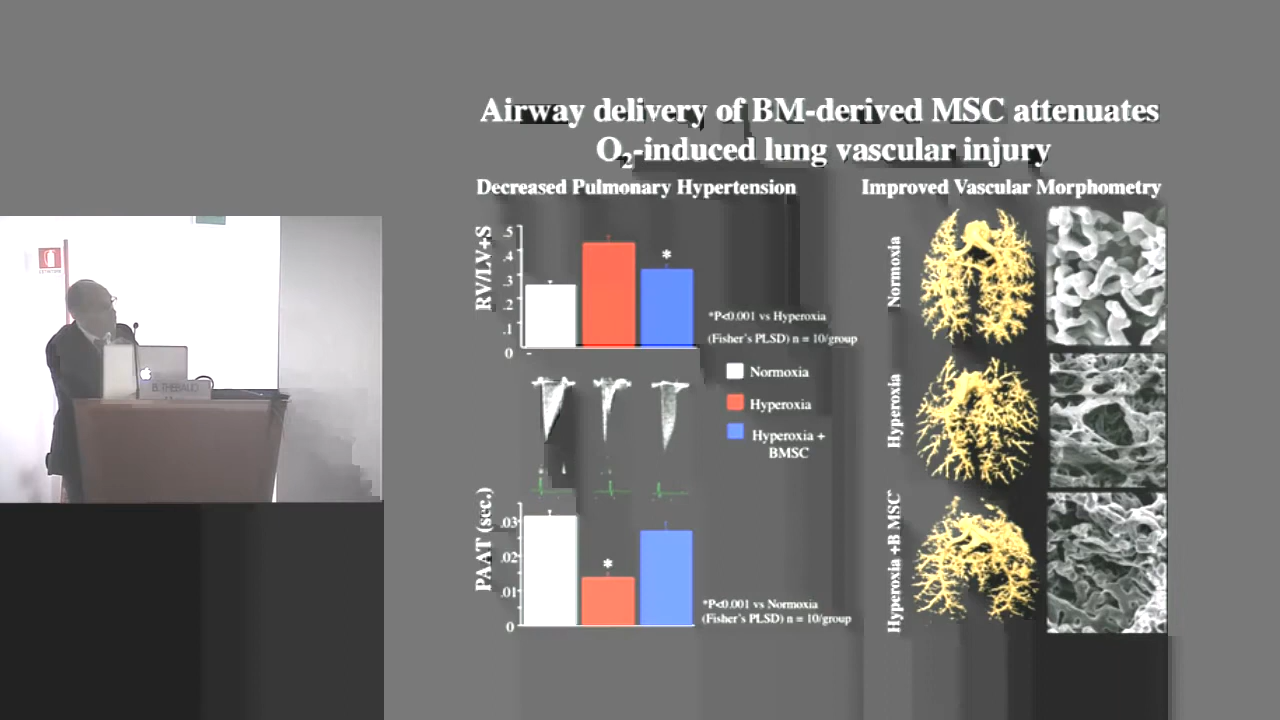 Airway delivery of BM-derived MSC attenuates
O2-induced lung vascular injury
Decreased Pulmonary Hypertension
Improved Vascular Morphometry
RV/LV+S
.5
.4
.3
.2
.1
0
*
*P<0.001 vs Hyperoxia
(Fisher's PLSD) n = 10/group
Normoxia
Hyperoxia
Hyperoxia +
BMSC
PAAT (sec.)
.03
.02
.01
0
*
*P<0.001 vs Normoxia
(Fisher's PLSD) n = 10/group
Normoxia
Hyperoxia
Hyperoxia +B MSC
B. THEBAUD